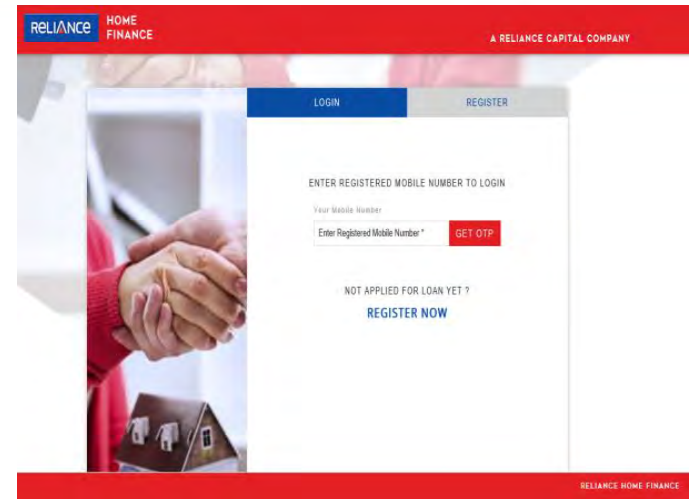 RELIANCE HOME
FINANCE
A RELIANCE CAPITAL COMPANY
LOGIN REGISTER
ENTER REGISTERED MOBILE NUMBER TO LOGIN
Your Mobile Number
Enter Registered Mobile Number * GET OTP
NOT APPLIED FOR LOAN YET ?
REGISTER NOW
RELIANCE HOME FINANCE